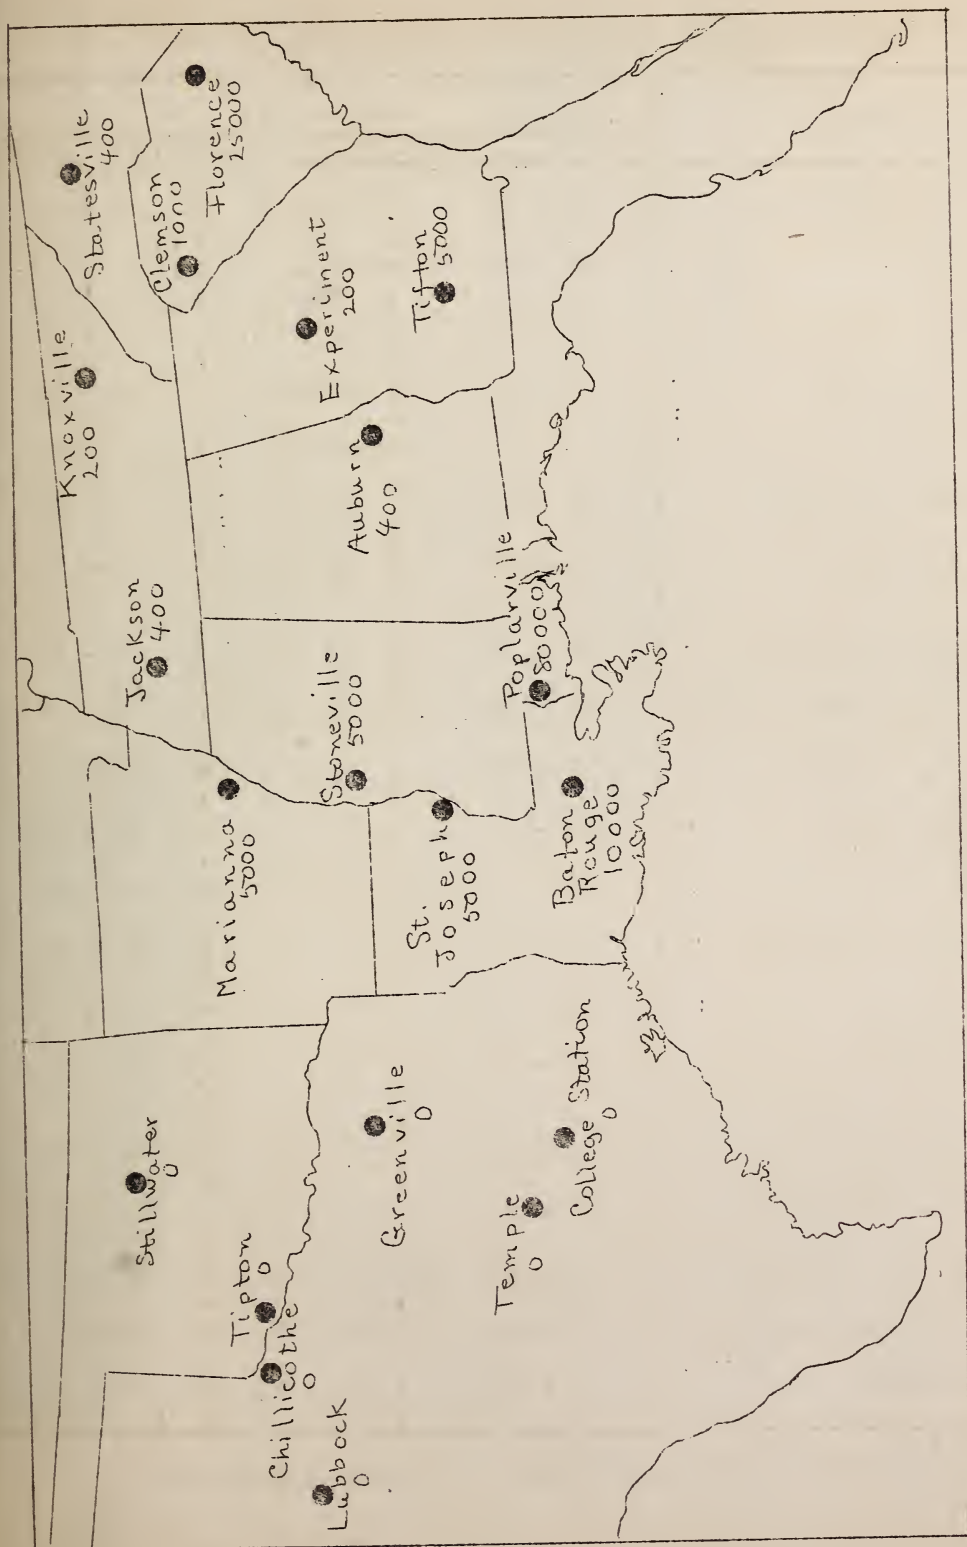 Stillwater
0
Tipton
0
Chillicothe
0
Lubbock
0
Greenville
0
Temple
0
College Station
0
Marianna
5000
St.
Joseph
5000
Baton
Rouge
10000
Jackson
400
Stoneville
5000
Poplarville
80000
Knoxville
200
Auburn
400
Statesville
400
Clemson
1000
Florence
25000
Experiment
200
Tifton
5000